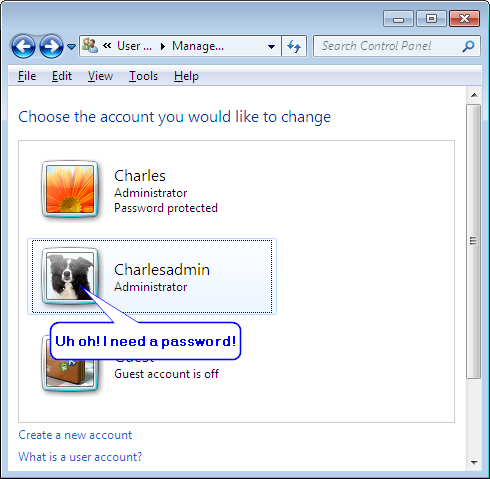 User ... Manage...
Search Control Panel
File Edit View Tools Help
Choose the account you would like to change
Charles
Administrator
Password protected
Charlesadmin
Administrator
Uh oh! I need a password!
Guest account is off
Create a new account
What is a user account?